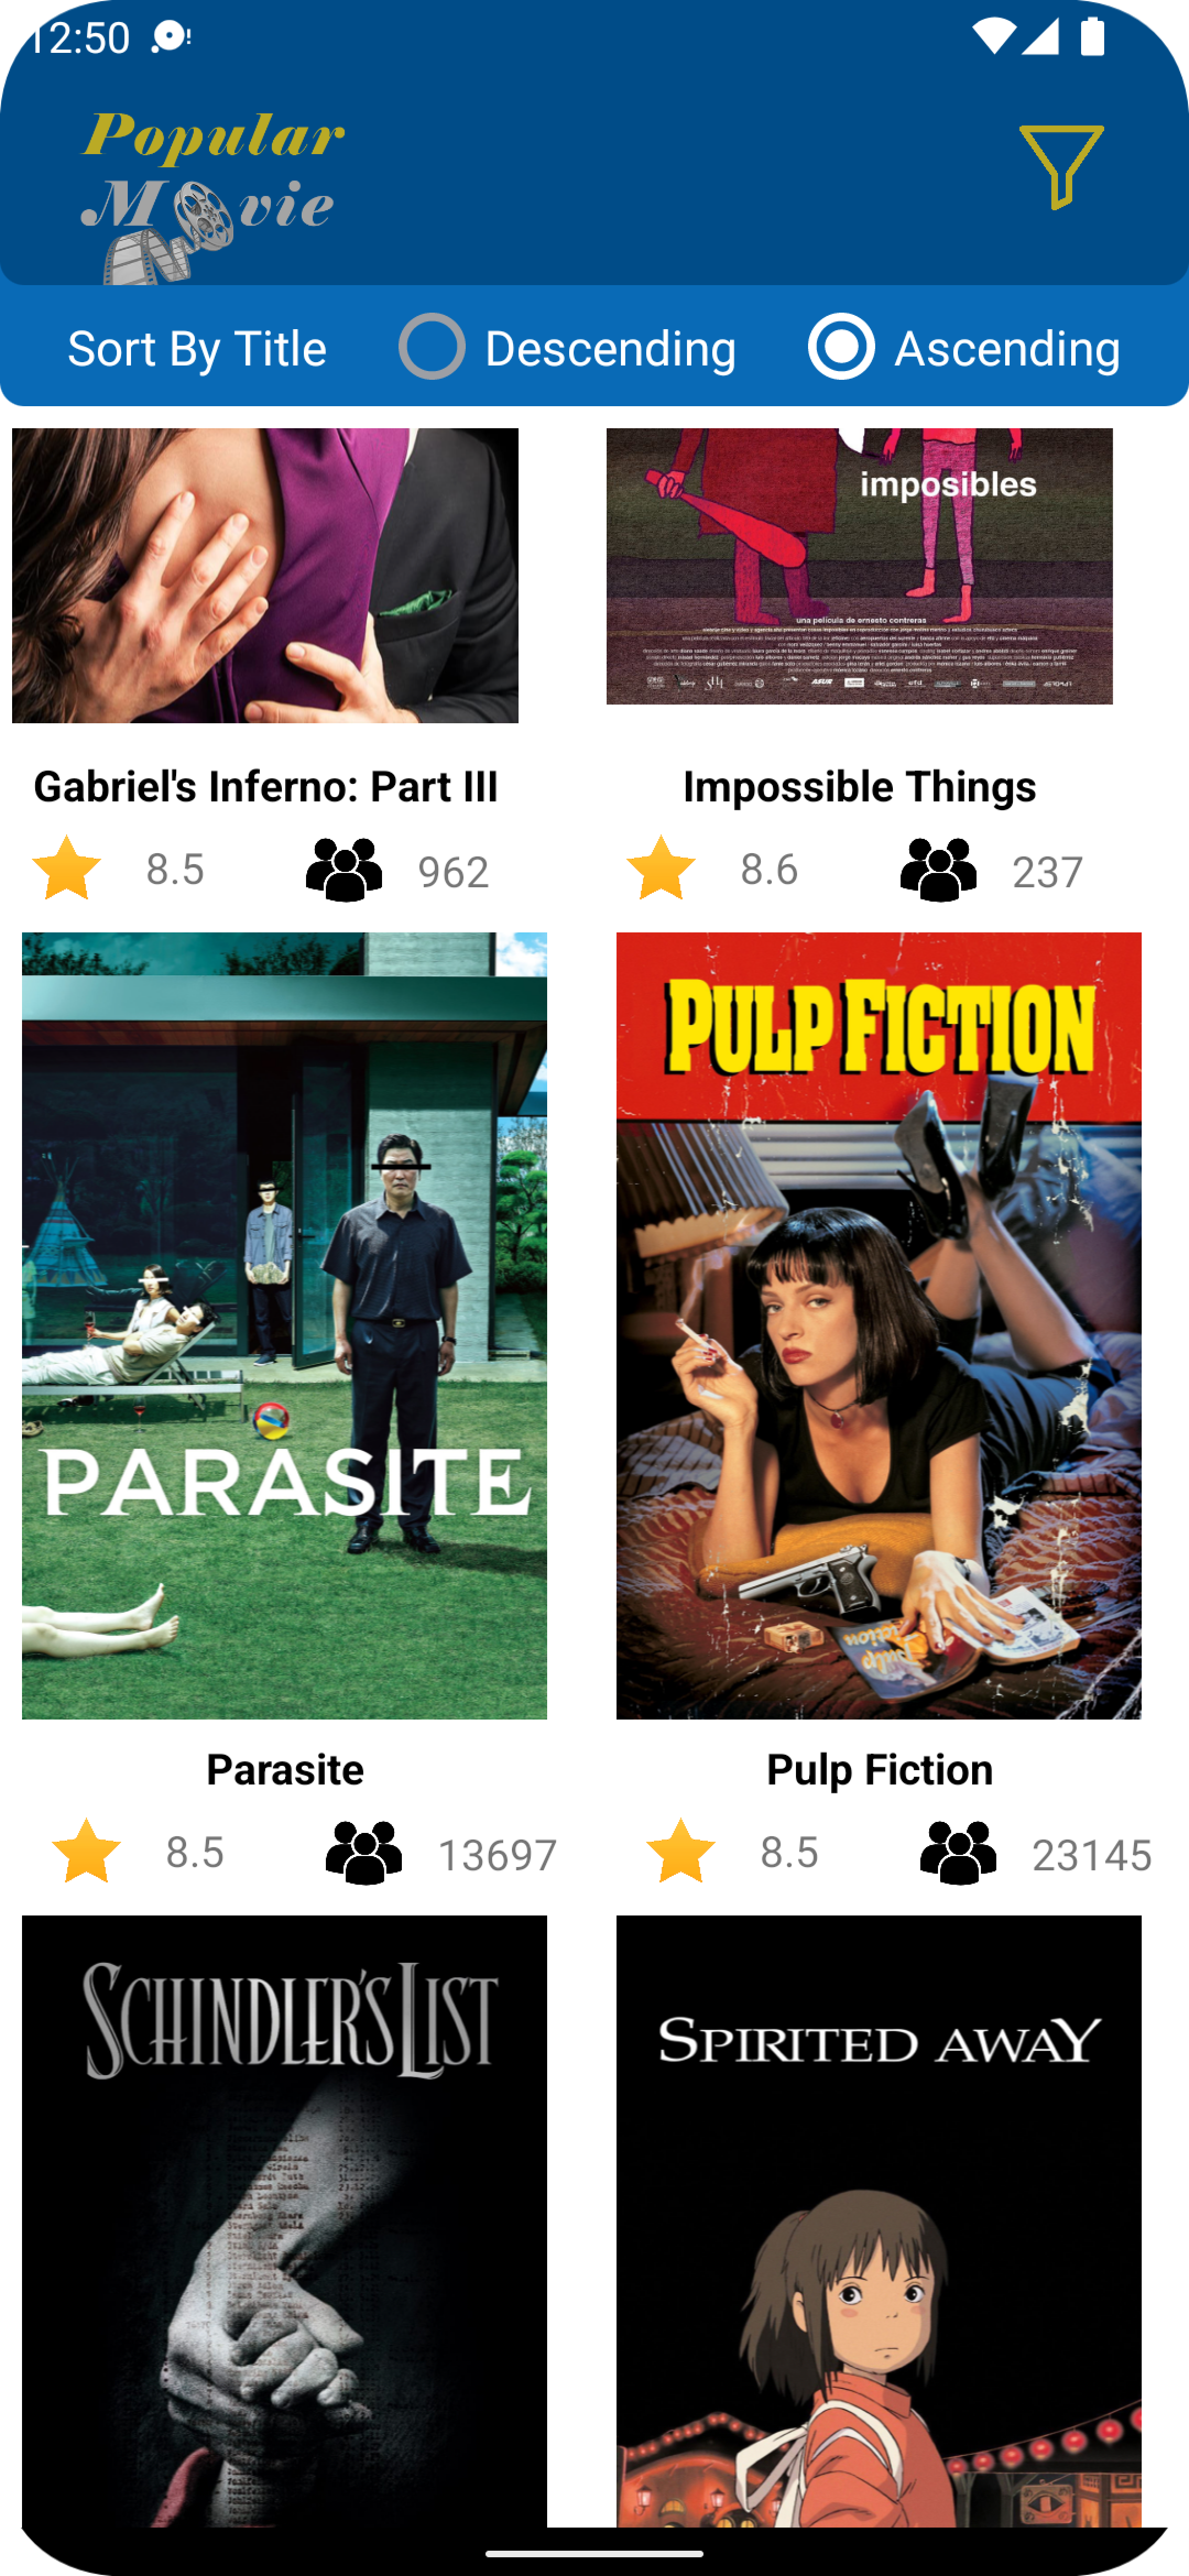 12:50
Popular
Movie
Sort By Title Descending Ascending
imposibles
una película de ernesto contreras
Gabriel's Inferno: Part III Impossible Things
8.5 962 8.6 237
PULP FICTION
PARASITE
Pulp Fiction
Parasite Pulp Fiction
8.5 13697 8.5 23145
SCHINDLER'S LIST
SPIRITED AWAY